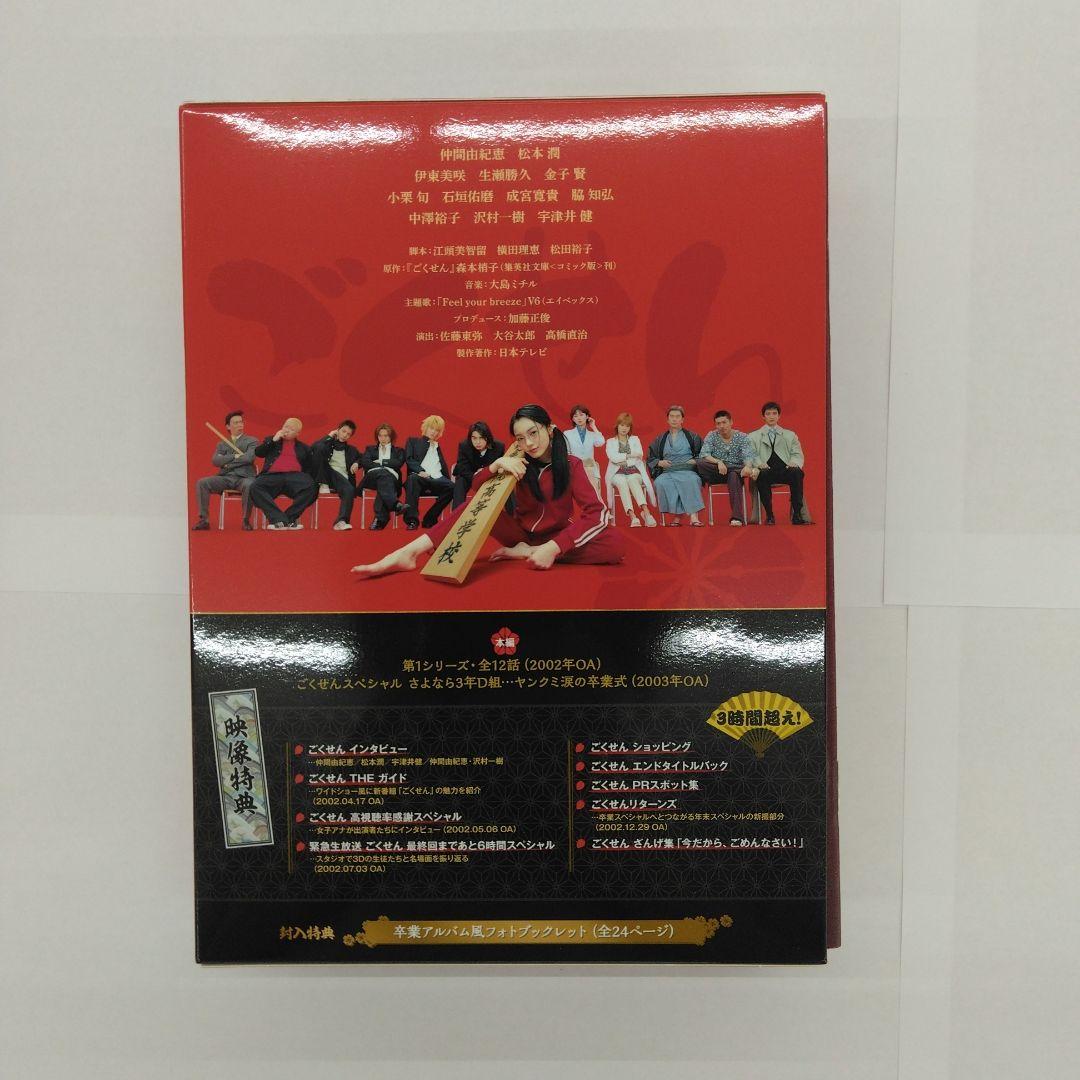 仲間由紀恵　松本 潤
伊東美咲　生瀬勝久　金子 賢
小栗 旬　石垣佑磨　成宮寛貴　脇 知弘
中澤裕子　沢村一樹　宇津井 健
脚本：江頭美智留　横田理恵　松田裕子
原作：『ごくせん』森本梢子（集英社文庫＜コミック版＞刊）
音楽：大島ミチル
主題歌：「Feel your breeze」V6（エイベックス）
プロデュース：加藤正俊
演出：佐藤東弥　大谷太郎　高橋直治
製作著作：日本テレビ
ごくせん
高等学校
本編
第1シリーズ・全12話（2002年OA）
ごくせんスペシャル さよなら3年D組…ヤンクミ涙の卒業式（2003年OA）
3時間超え！
映像特典
ごくせん インタビュー
…仲間由紀恵／松本潤／宇津井健／仲間由紀恵・沢村一樹
ごくせん THE ガイド
…ワイドショー風に新番組「ごくせん」の魅力を紹介
（2002.04.17 OA）
ごくせん 高視聴率感謝スペシャル
…女子アナが出演者たちにインタビュー（2002.05.06 OA）
緊急生放送 ごくせん 最終回まであと6時間スペシャル
…スタジオで3Dの生徒たちと名場面を振り返る
（2002.07.03 OA）
ごくせん ショッピング
ごくせん エンドタイトルバック
ごくせん PRスポット集
ごくせんリターンズ
…卒業スペシャルへとつながる年末スペシャルの新撮部分
（2002.12.29 OA）
ごくせん ざんげ集「今だから、ごめんなさい！」
封入特典
卒業アルバム風フォトブックレット（全24ページ）